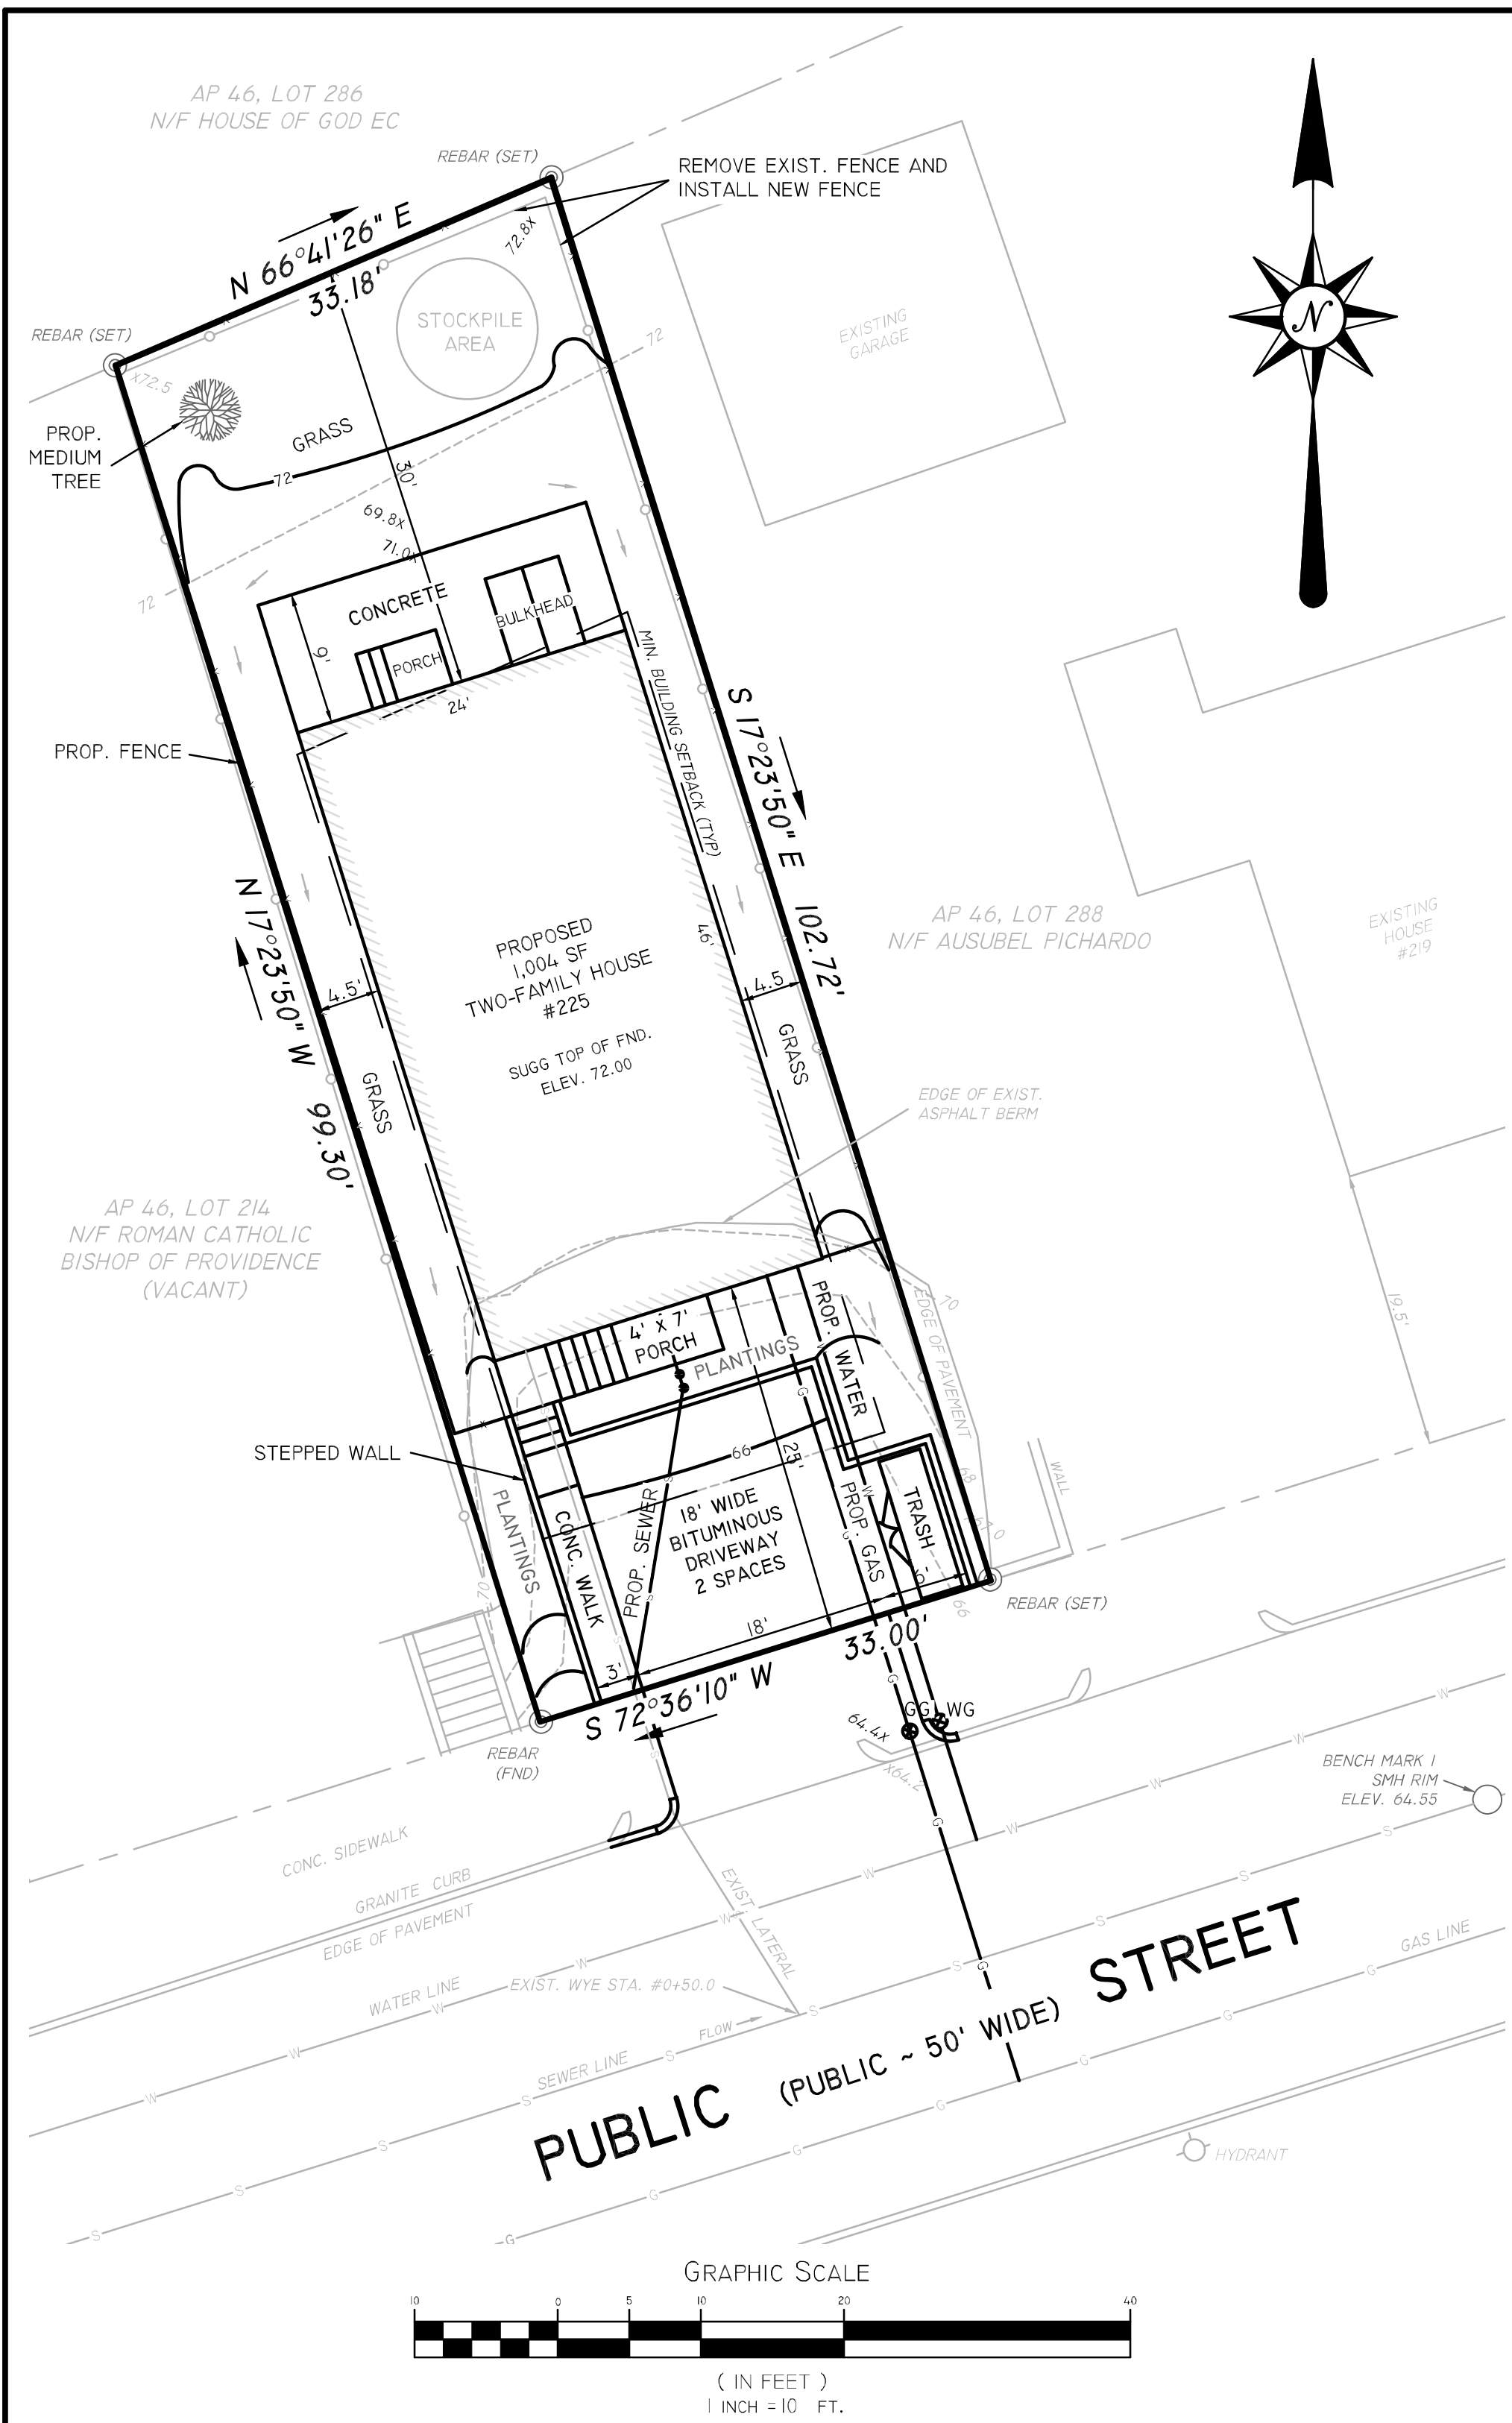 AP 46, LOT 286
N/F HOUSE OF GOD EC
REBAR (SET)
REMOVE EXIST. FENCE AND
INSTALL NEW FENCE
N 66°41'26" E
33.18'
72.8x
REBAR (SET)
x72.5
STOCKPILE
AREA
EXISTING
GARAGE
72
N
PROP.
MEDIUM
TREE
GRASS
72
30'
69.8x
71.0x
72
CONCRETE
BULKHEAD
PORCH
9'
24'
MIN. BUILDING SETBACK (TYP)
PROP. FENCE
S 17°23'50" E 102.72'
N 17°23'50" W 99.30'
46'
AP 46, LOT 288
N/F AUSUBEL PICHARDO
EXISTING
HOUSE
#219
PROPOSED
1,004 SF
TWO-FAMILY HOUSE
#225
SUGG TOP OF FND.
ELEV. 72.00
4.5'
4.5
GRASS
GRASS
EDGE OF EXIST.
ASPHALT BERM
AP 46, LOT 214
N/F ROMAN CATHOLIC
BISHOP OF PROVIDENCE
(VACANT)
70
EDGE OF PAVEMENT
19.5'
4' X 7'
PORCH
PLANTINGS
PROP. WATER
G
STEPPED WALL
66
25'
68
67.0
WALL
S
W
G
PLANTINGS
CONC. WALK
PROP. SEWER
18' WIDE
BITUMINOUS
DRIVEWAY
2 SPACES
PROP. GAS
TRASH
6'
70
66
S
S
REBAR (SET)
18'
3'
33.00'
S 72°36'10" W
REBAR
(FND)
S
G
GG
WG
64.4x
x64.2
G
W
W
W
W
W
W
W
W
W
BENCH MARK 1
SMH RIM
ELEV. 64.55
CONC. SIDEWALK
GRANITE CURB
EDGE OF PAVEMENT
EXIST. LATERAL
WATER LINE
EXIST. WYE STA. #0+50.0
FLOW
SEWER LINE
S
S
S
S
S
S
S
S
S
S
G
GAS LINE
PUBLIC (PUBLIC ~ 50' WIDE) STREET
G
G
G
G
G
G
G
HYDRANT
GRAPHIC SCALE
10 0 5 10 20 40
( IN FEET )
1 INCH = 10 FT.